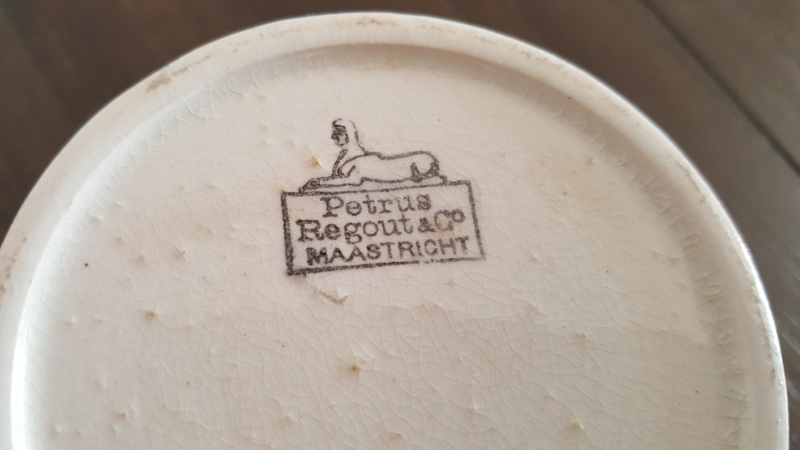 Petrus
Regout & Co
MAASTRICHT